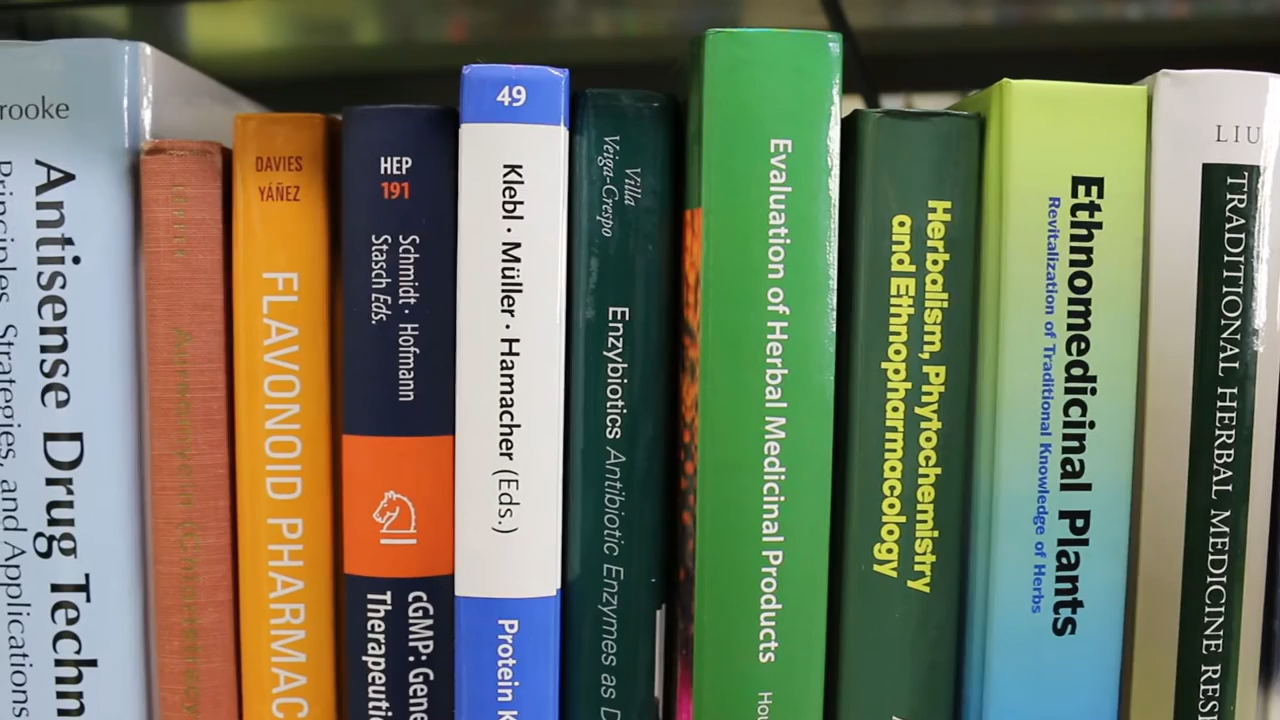 rooke
Antisense Drug Techn
Principles, Strategies, and Applications
DAVIES
YÁÑEZ
FLAVONOID PHARMAC
HEP
191
Schmidt · Hofmann
Stasch Eds.
cGMP: Gene
Therapeutic
49
Klebl · Müller · Hamacher (Eds.)
Protein K
Villa
Veiga-Crespo
Enzybiotics Antibiotic Enzymes as D
Evaluation of Herbal Medicinal Products
Hou
Herbalism, Phytochemistry
and Ethnopharmacology
Ethnomedicinal Plants
Revitalization of Traditional Knowledge of Herbs
LIU
TRADITIONAL HERBAL MEDICINE RES